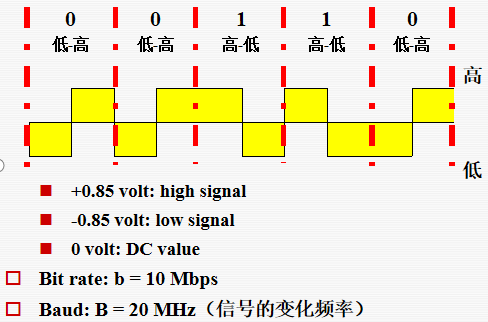 0 0 1 1 0
低-高 低-高 高-低 高-低 低-高
高
低
+0.85 volt: high signal
-0.85 volt: low signal
0 volt: DC value
Bit rate: b = 10 Mbps
Baud: B = 20 MHz（信号的变化频率）